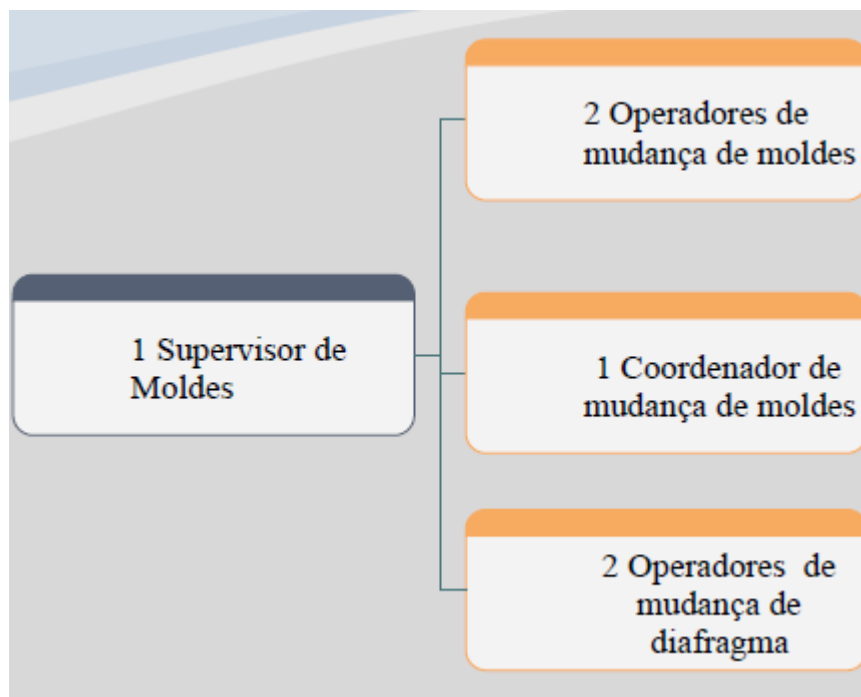 2 Operadores de
mudança de moldes
1 Supervisor de
Moldes
1 Coordenador de
mudança de moldes
2 Operadores de
mudança de
diafragma